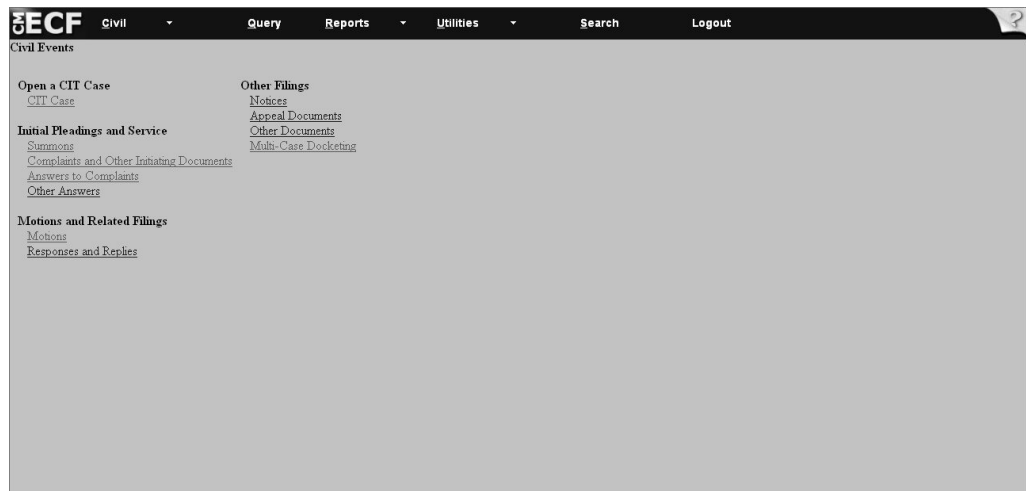 CM ECF Civil Query Reports Utilities Search Logout ?
Civil Events
Open a CIT Case
CIT Case
Initial Pleadings and Service
Summons
Complaints and Other Initiating Documents
Answers to Complaints
Other Answers
Motions and Related Filings
Motions
Responses and Replies
Other Filings
Notices
Appeal Documents
Other Documents
Multi-Case Docketing